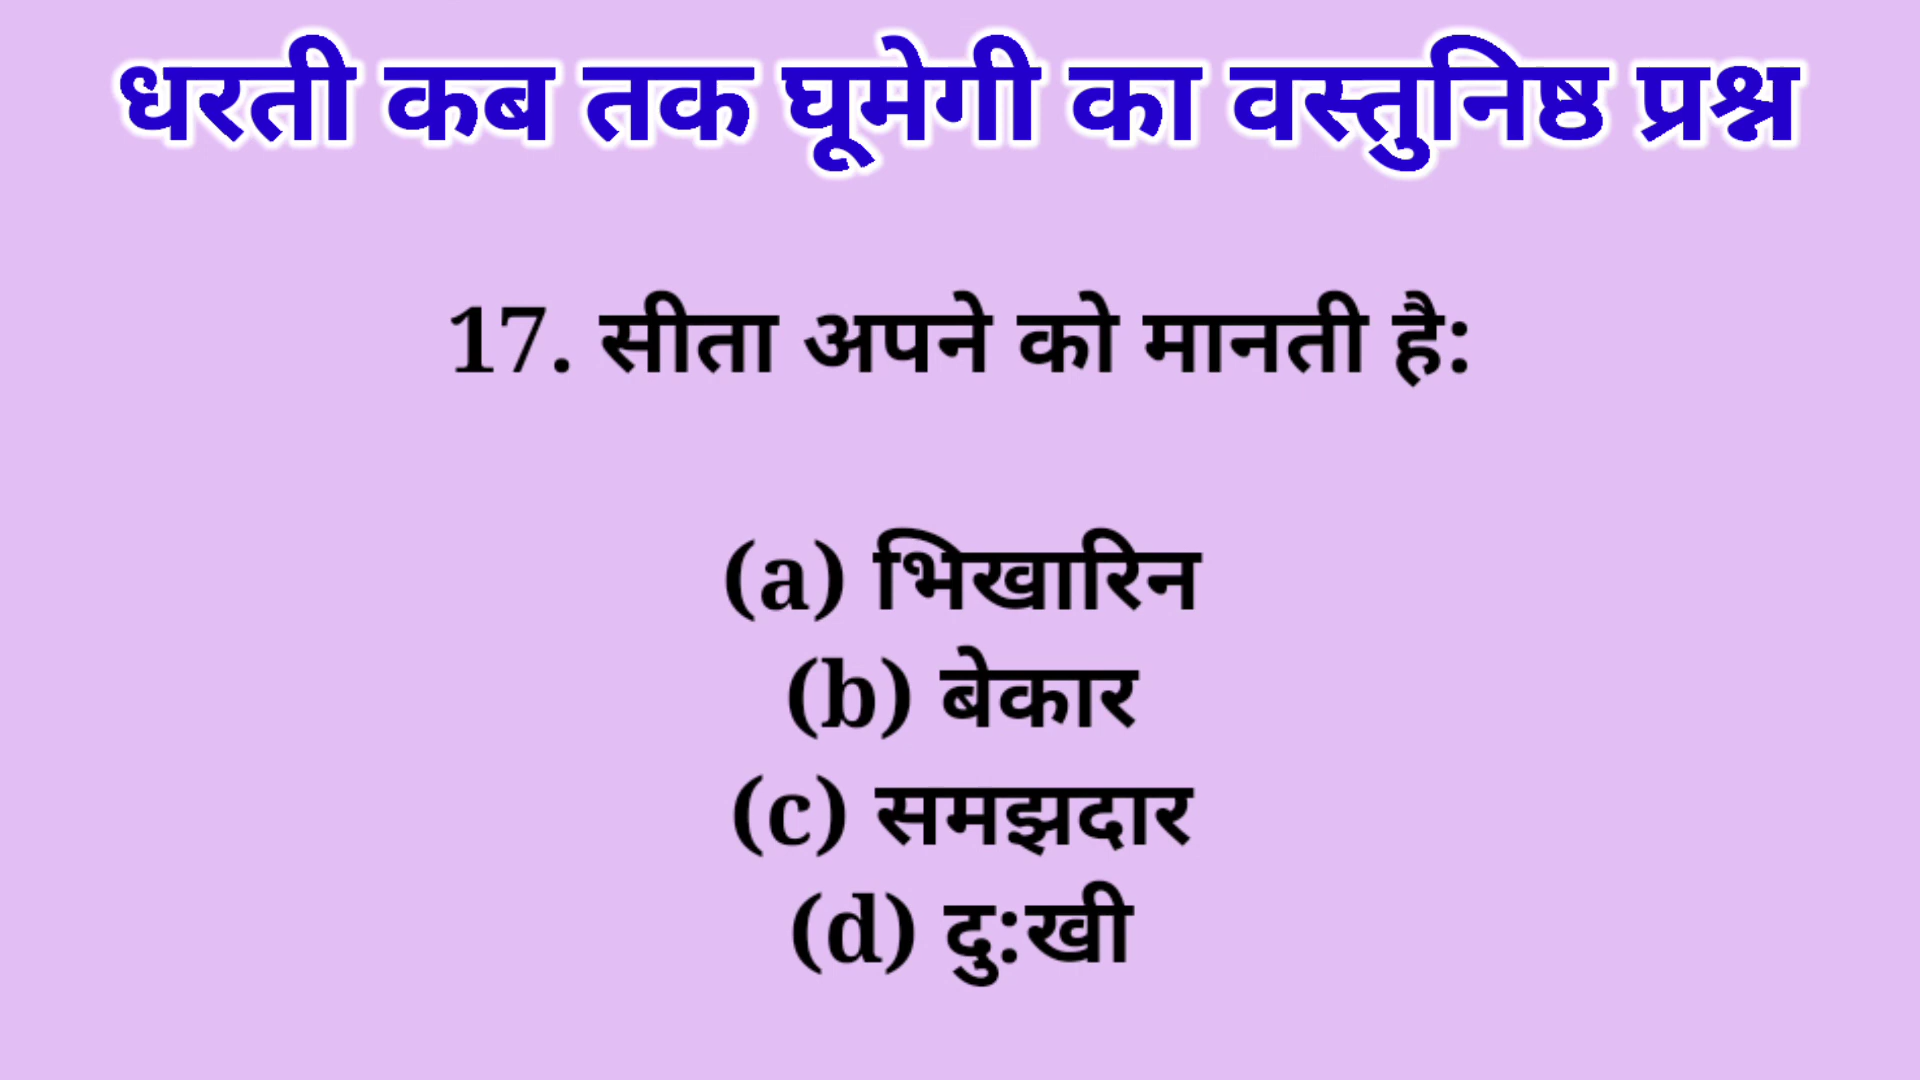 धरती कब तक घूमेगी का वस्तुनिष्ठ प्रश्न
17. सीता अपने को मानती है:
(a) भिखारिन
(b) बेकार
(c) समझदार
(d) दु:खी